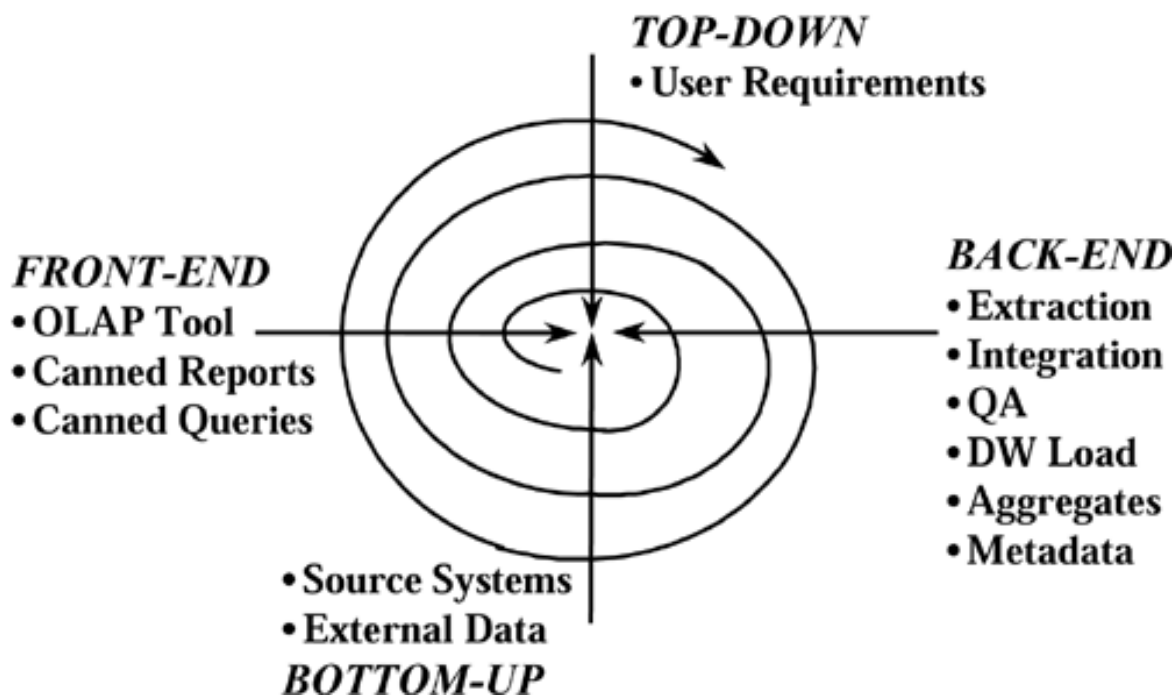 TOP-DOWN
• User Requirements
FRONT-END
• OLAP Tool
• Canned Reports
• Canned Queries
BACK-END
• Extraction
• Integration
• QA
• DW Load
• Aggregates
• Metadata
• Source Systems
• External Data
BOTTOM-UP